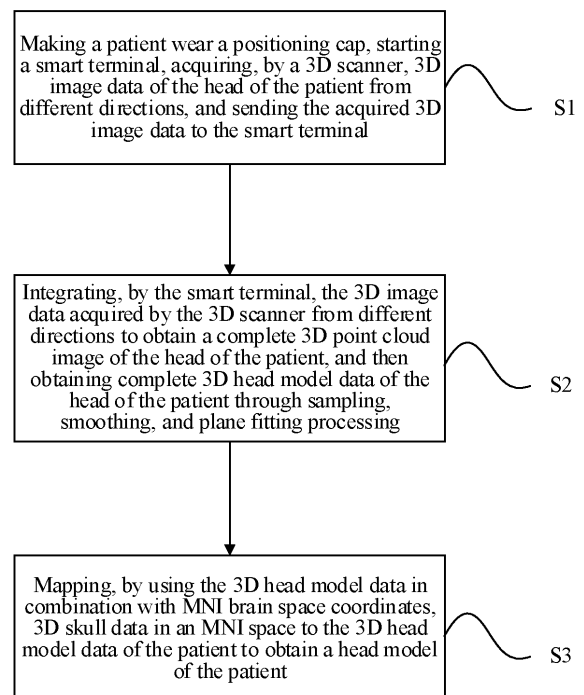 Making a patient wear a positioning cap, starting
a smart terminal, acquiring, by a 3D scanner, 3D
image data of the head of the patient from
different directions, and sending the acquired 3D
image data to the smart terminal
S1
Integrating, by the smart terminal, the 3D image
data acquired by the 3D scanner from different
directions to obtain a complete 3D point cloud
image of the head of the patient, and then
obtaining complete 3D head model data of the
head of the patient through sampling,
smoothing, and plane fitting processing
S2
Mapping, by using the 3D head model data in
combination with MNI brain space coordinates,
3D skull data in an MNI space to the 3D head
model data of the patient to obtain a head model
of the patient
S3